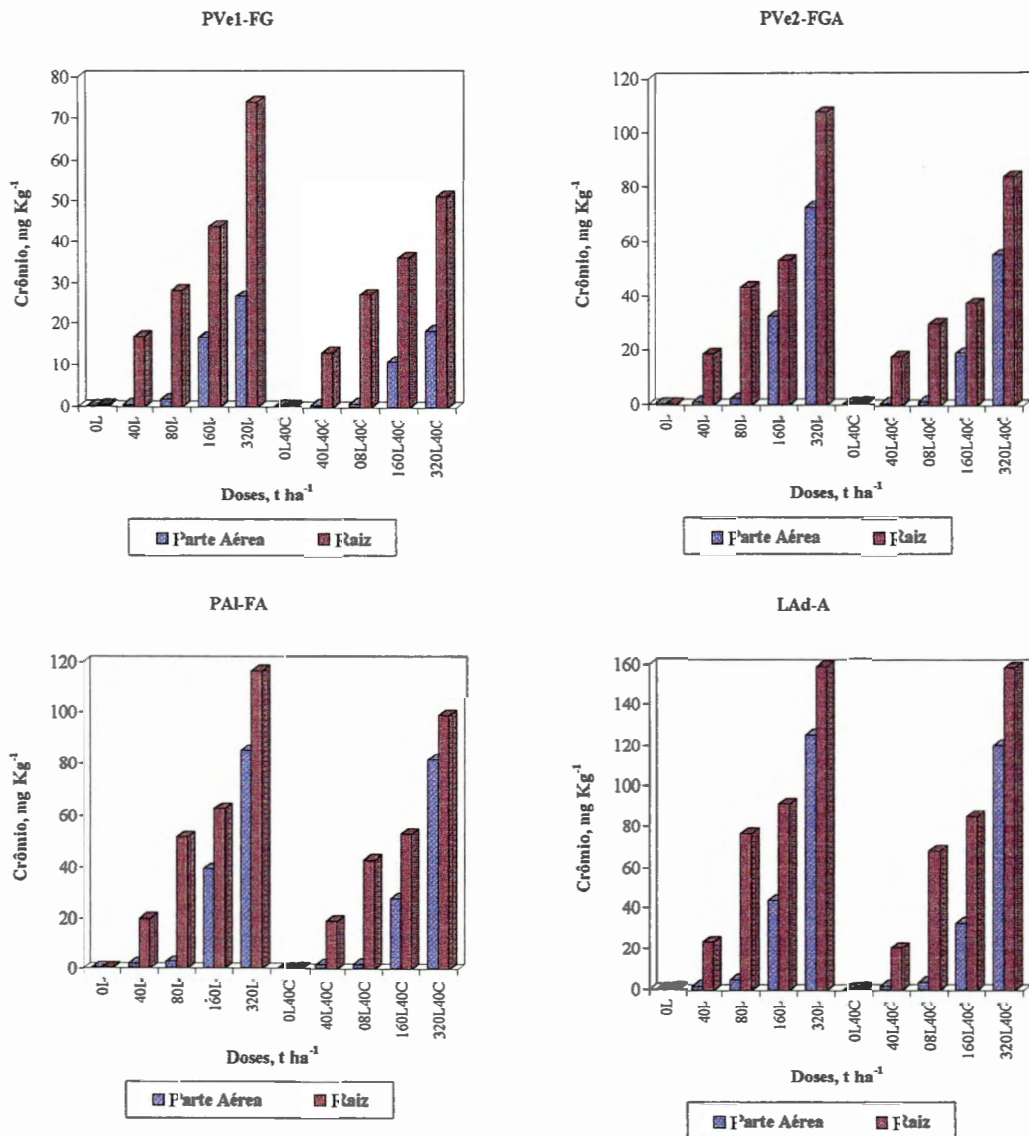 PVe1-FG
80
70
60
50
40
30
20
10
0
Crômio, mg Kg⁻¹
0L
40L
80L
160L
320L
0L40C
40L40C
08L40C
160L40C
320L40C
Doses, t ha⁻¹
Parte Aérea Raiz
PVe2-FGA
120
100
80
60
40
20
0
Crômio, mg Kg⁻¹
0L
40L
80L
160L
320L
0L40C
40L40C
08L40C
160L40C
320L40C
Doses, t ha⁻¹
Parte Aérea Raiz
PAl-FA
120
100
80
60
40
20
0
Crômio, mg Kg⁻¹
0L
40L
80L
160L
320L
0L40C
40L40C
08L40C
160L40C
320L40C
Doses, t ha⁻¹
Parte Aérea Raiz
LAd-A
160
140
120
100
80
60
40
20
0
Crômio, mg Kg⁻¹
0L
40L
80L
160L
320L
0L40C
40L40C
08L40C
160L40C
320L40C
Doses, t ha⁻¹
Parte Aérea Raiz